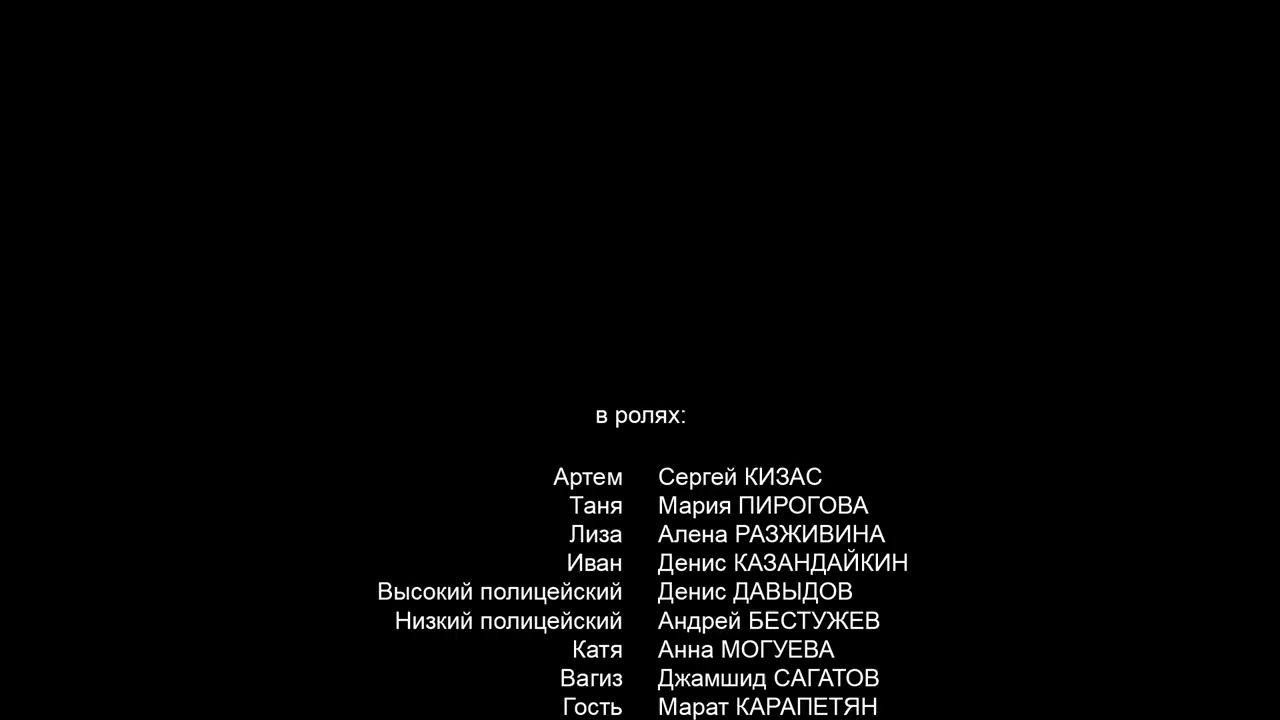 в ролях:
Артем Сергей КИЗАС
Таня Мария ПИРОГОВА
Лиза Алена РАЗЖИВИНА
Иван Денис КАЗАНДАЙКИН
Высокий полицейский Денис ДАВЫДОВ
Низкий полицейский Андрей БЕСТУЖЕВ
Катя Анна МОГУЕВА
Вагиз Джамшид САГАТОВ
Гость Марат КАРАПЕТЯН